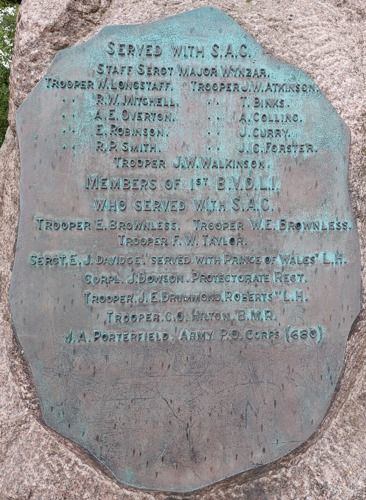 SERVED WITH S.A.C.
STAFF SERGT MAJOR WYNZAR.
TROOPER W. LONGSTAFF. TROOPER J.W. ATKINSON.
" R.W. MITCHELL. " T. BINKS.
" A.E. OVERTON. " A. COLLING.
" E. ROBINSON. " J. CURRY.
" R.P. SMITH. " J.G. FORSTER.
TROOPER J.W. WALKINSON.
MEMBERS OF 1ST B.V.D.L.I.
WHO SERVED WITH S.A.C.
TROOPER E. BROWNLESS. TROOPER W.E. BROWNLESS.
TROOPER F.W. TAYLOR.
SERGT. E.J. DAVIDGE. "SERVED WITH PRINCE OF WALES" L.H.
CORPL. J. DOWSON. PROTECTORATE REGT.
TROOPER. J.E. DRUMMOND. ROBERTS" L.H.
TROOPER. C.O. HILTON, B.M.R.
J.A. PORTERFIELD. ARMY P.O. CORPS (680)